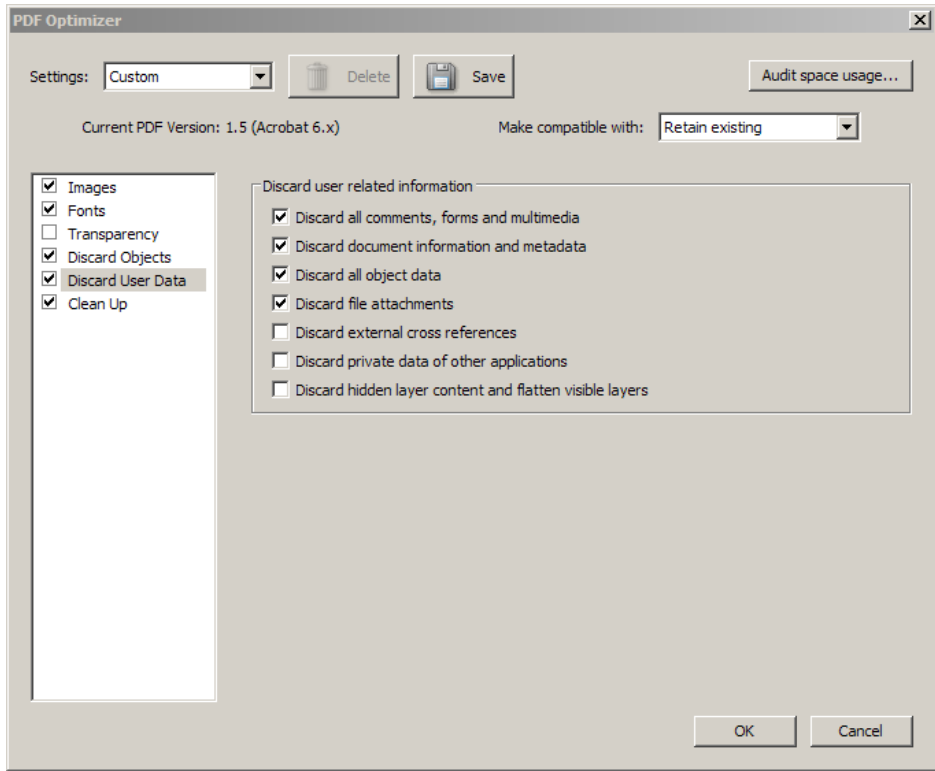 PDF Optimizer
Settings: Custom Delete Save Audit space usage...
Current PDF Version: 1.5 (Acrobat 6.x) Make compatible with: Retain existing
Images
Fonts
Transparency
Discard Objects
Discard User Data
Clean Up
Discard user related information
Discard all comments, forms and multimedia
Discard document information and metadata
Discard all object data
Discard file attachments
Discard external cross references
Discard private data of other applications
Discard hidden layer content and flatten visible layers
OK Cancel